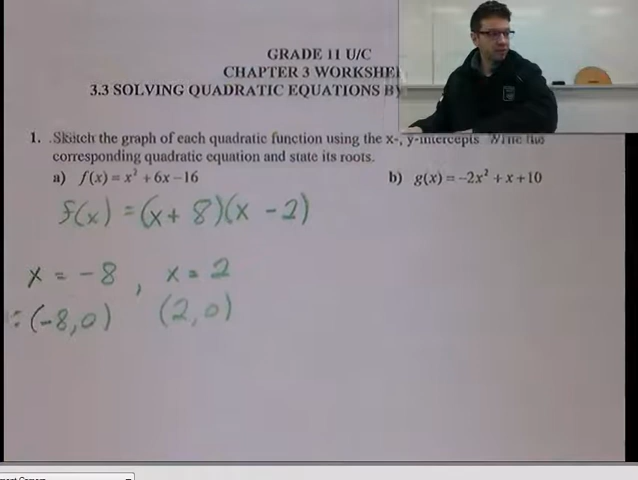 GRADE 11 U/C
CHAPTER 3 WORKSHE
3.3 SOLVING QUADRATIC EQUATIONS B
1. Sketch the graph of each quadratic function using the x-, y-intercepts. Write the
corresponding quadratic equation and state its roots.
a) f(x) = x² + 6x − 16
b) g(x) = −2x² + x + 10
f(x) = (x + 8)(x − 2)
x = −8 , x = 2
: (−8,0) (2,0)